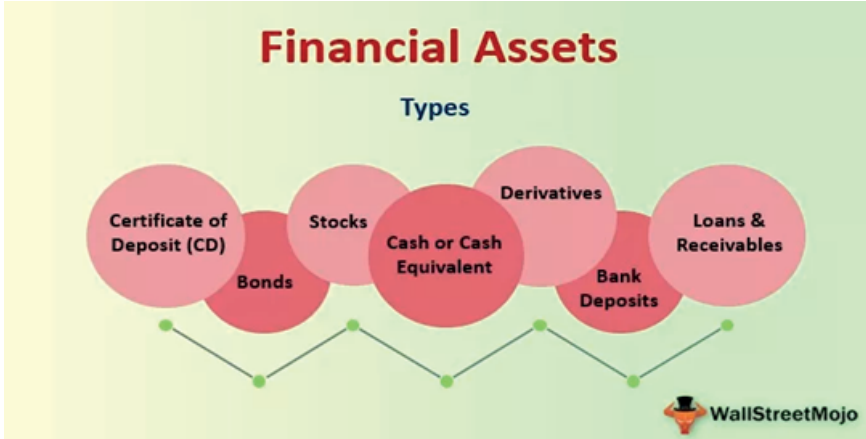 Financial Assets
Types
Certificate of
Deposit (CD)
Bonds
Stocks
Cash or Cash
Equivalent
Derivatives
Bank
Deposits
Loans &
Receivables
WallStreetMojo